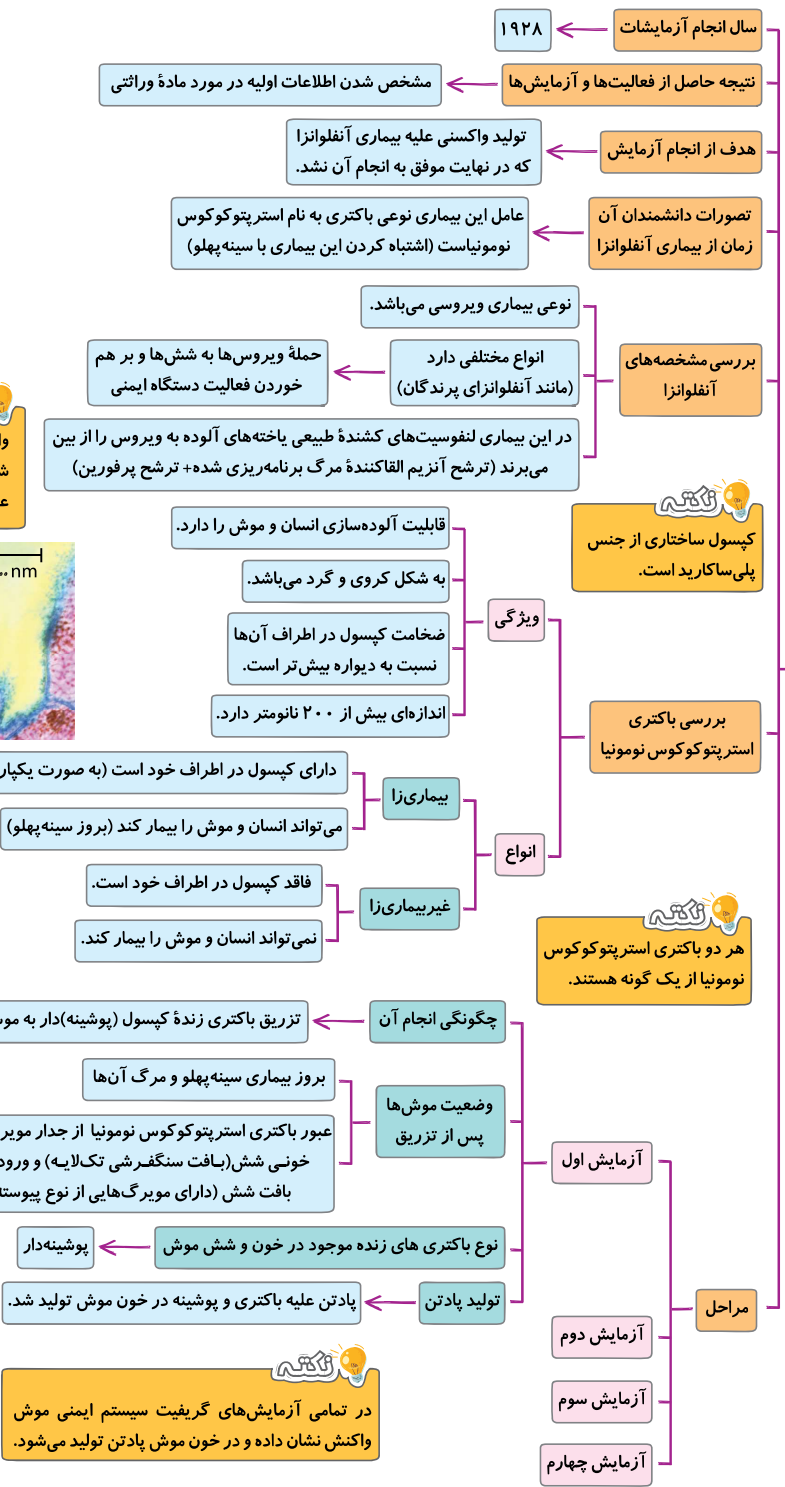 سال انجام آزمایشات
۱۹۲۸
نتیجه حاصل از فعالیت‌ها و آزمایش‌ها
مشخص شدن اطلاعات اولیه در مورد مادهٔ وراثتی
هدف از انجام آزمایش
تولید واکسنی علیه بیماری آنفلوانزا
که در نهایت موفق به انجام آن نشد.
تصورات دانشمندان آن
زمان از بیماری آنفلوانزا
عامل این بیماری نوعی باکتری به نام استرپتوکوکوس
نومونیاست (اشتباه کردن این بیماری با سینه‌پهلو)
بررسی مشخصه‌های
آنفلوانزا
نوعی بیماری ویروسی می‌باشد.
انواع مختلفی دارد
(مانند آنفلوانزای پرندگان)
حملهٔ ویروس‌ها به شش‌ها و بر هم
خوردن فعالیت دستگاه ایمنی
در این بیماری لنفوسیت‌های کشندهٔ طبیعی یاخته‌های آلوده به ویروس را از بین
می‌برند (ترشح آنزیم القاکنندهٔ مرگ برنامه‌ریزی شده+ ترشح پرفورین)
نکته
کپسول ساختاری از جنس
پلی‌ساکارید است.
nm
بررسی باکتری
استرپتوکوکوس نومونیا
ویژگی
قابلیت آلوده‌سازی انسان و موش را دارد.
به شکل کروی و گرد می‌باشد.
ضخامت کپسول در اطراف آن‌ها
نسبت به دیواره بیش‌تر است.
اندازه‌ای بیش از ۲۰۰ نانومتر دارد.
انواع
بیماری‌زا
دارای کپسول در اطراف خود است (به صورت
می‌تواند انسان و موش را بیمار کند (بروز سینه‌پهلو)
غیربیماری‌زا
فاقد کپسول در اطراف خود است.
نمی‌تواند انسان و موش را بیمار کند.
نکته
هر دو باکتری استرپتوکوکوس
نومونیا از یک گونه هستند.
مراحل
آزمایش اول
چگونگی انجام آن
تزریق باکتری زندهٔ کپسول (پوشینه)دار به
وضعیت موش‌ها
پس از تزریق
بروز بیماری سینه‌پهلو و مرگ آن‌ها
عبور باکتری استرپتوکوکوس نومونیا از جدار
خونی شش(بافت سنگفرشی تک‌لایه) و ورود
بافت شش (دارای مویرگ‌هایی از نوع
نوع باکتری های زنده موجود در خون و شش موش
پوشینه‌دار
تولید پادتن
پادتن علیه باکتری و پوشینه در خون موش تولید شد.
آزمایش دوم
آزمایش سوم
آزمایش چهارم
نکته
در تمامی آزمایش‌های گریفیت سیستم ایمنی موش
واکنش نشان داده و در خون موش پادتن تولید می‌شود.